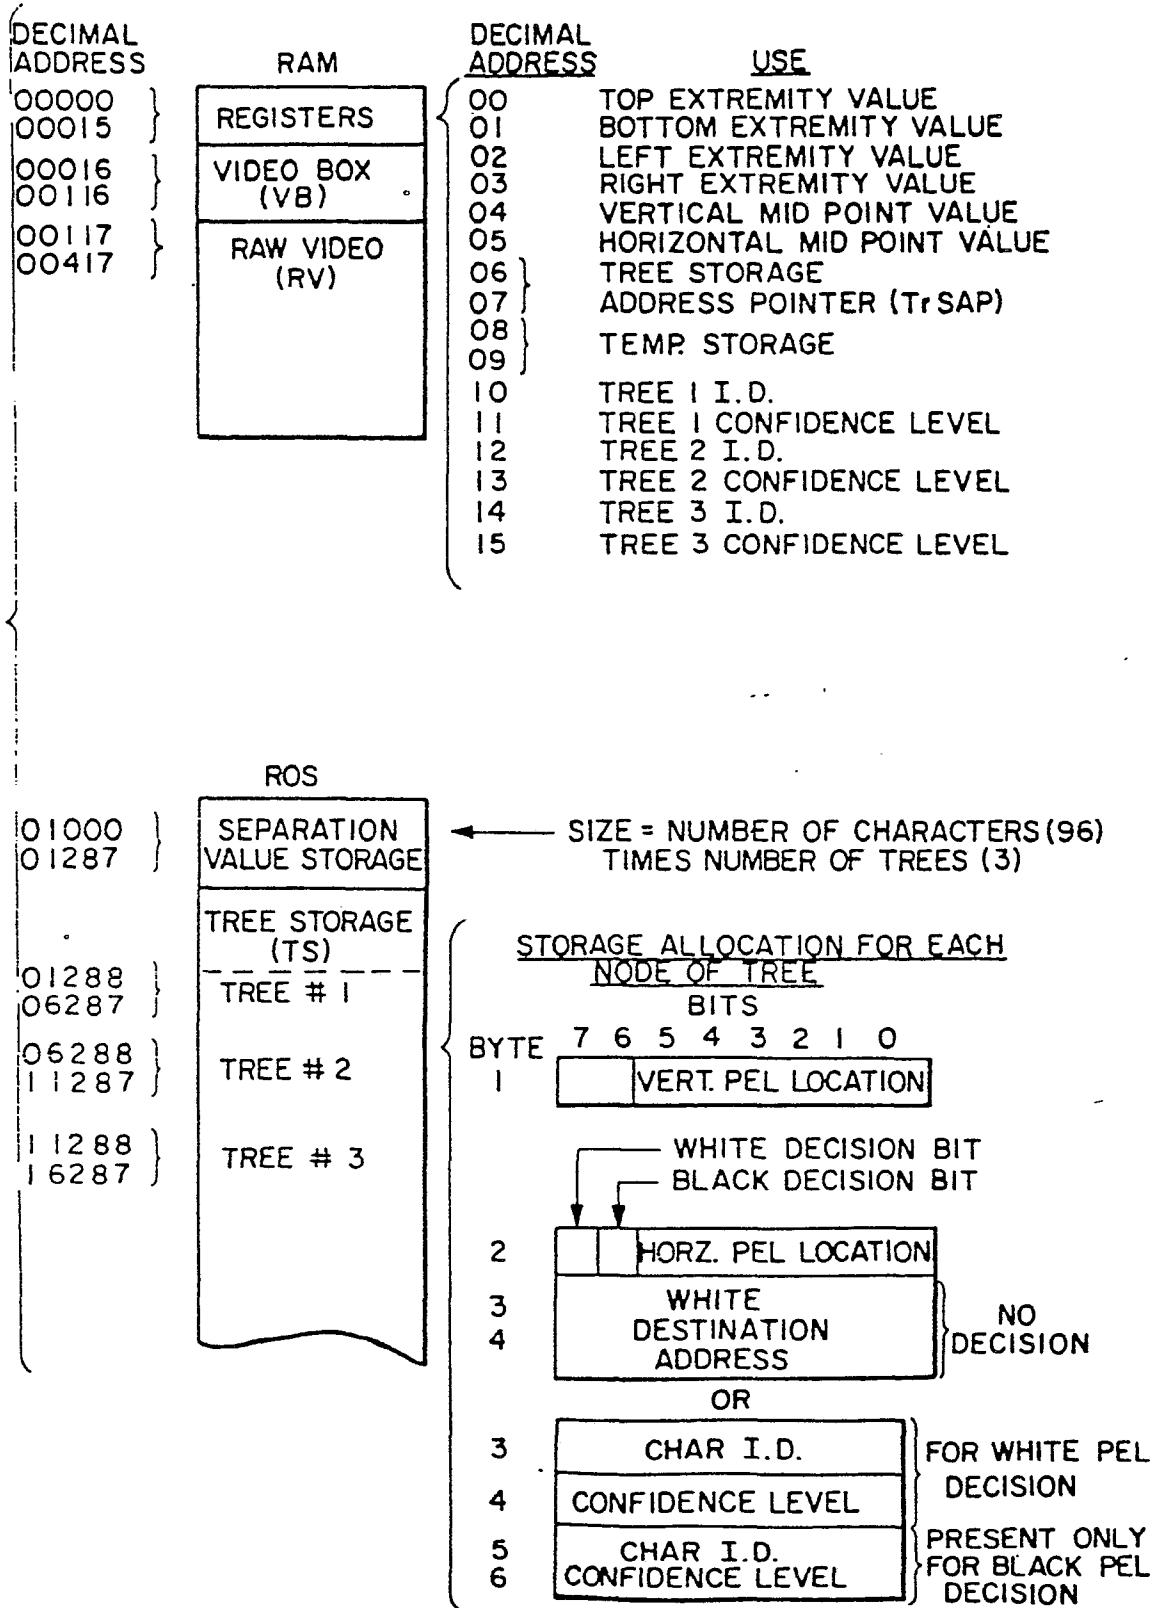 DECIMAL
ADDRESS
RAM
00000
00015
REGISTERS
00016
00116
VIDEO BOX
(VB)
00117
00417
RAW VIDEO
(RV)
DECIMAL
ADDRESS USE
00 TOP EXTREMITY VALUE
01 BOTTOM EXTREMITY VALUE
02 LEFT EXTREMITY VALUE
03 RIGHT EXTREMITY VALUE
04 VERTICAL MID POINT VALUE
05 HORIZONTAL MID POINT VALUE
06 TREE STORAGE
07 ADDRESS POINTER (TrSAP)
08
09
TEMP. STORAGE
10 TREE 1 I.D.
11 TREE 1 CONFIDENCE LEVEL
12 TREE 2 I.D.
13 TREE 2 CONFIDENCE LEVEL
14 TREE 3 I.D.
15 TREE 3 CONFIDENCE LEVEL
ROS
01000
01287
SEPARATION
VALUE STORAGE
SIZE = NUMBER OF CHARACTERS (96)
TIMES NUMBER OF TREES (3)
TREE STORAGE
(TS)
01288
06287
TREE # 1
06288
11287
TREE # 2
11288
16287
TREE # 3
STORAGE ALLOCATION FOR EACH
NODE OF TREE
BITS
BYTE 7 6 5 4 3 2 1 0
1 VERT. PEL LOCATION
WHITE DECISION BIT
BLACK DECISION BIT
2 HORZ. PEL LOCATION
3
4
WHITE
DESTINATION
ADDRESS
NO
DECISION
OR
3 CHAR I.D.
4 CONFIDENCE LEVEL
FOR WHITE PEL
DECISION
5 CHAR I.D.
6 CONFIDENCE LEVEL
PRESENT ONLY
FOR BLACK PEL
DECISION